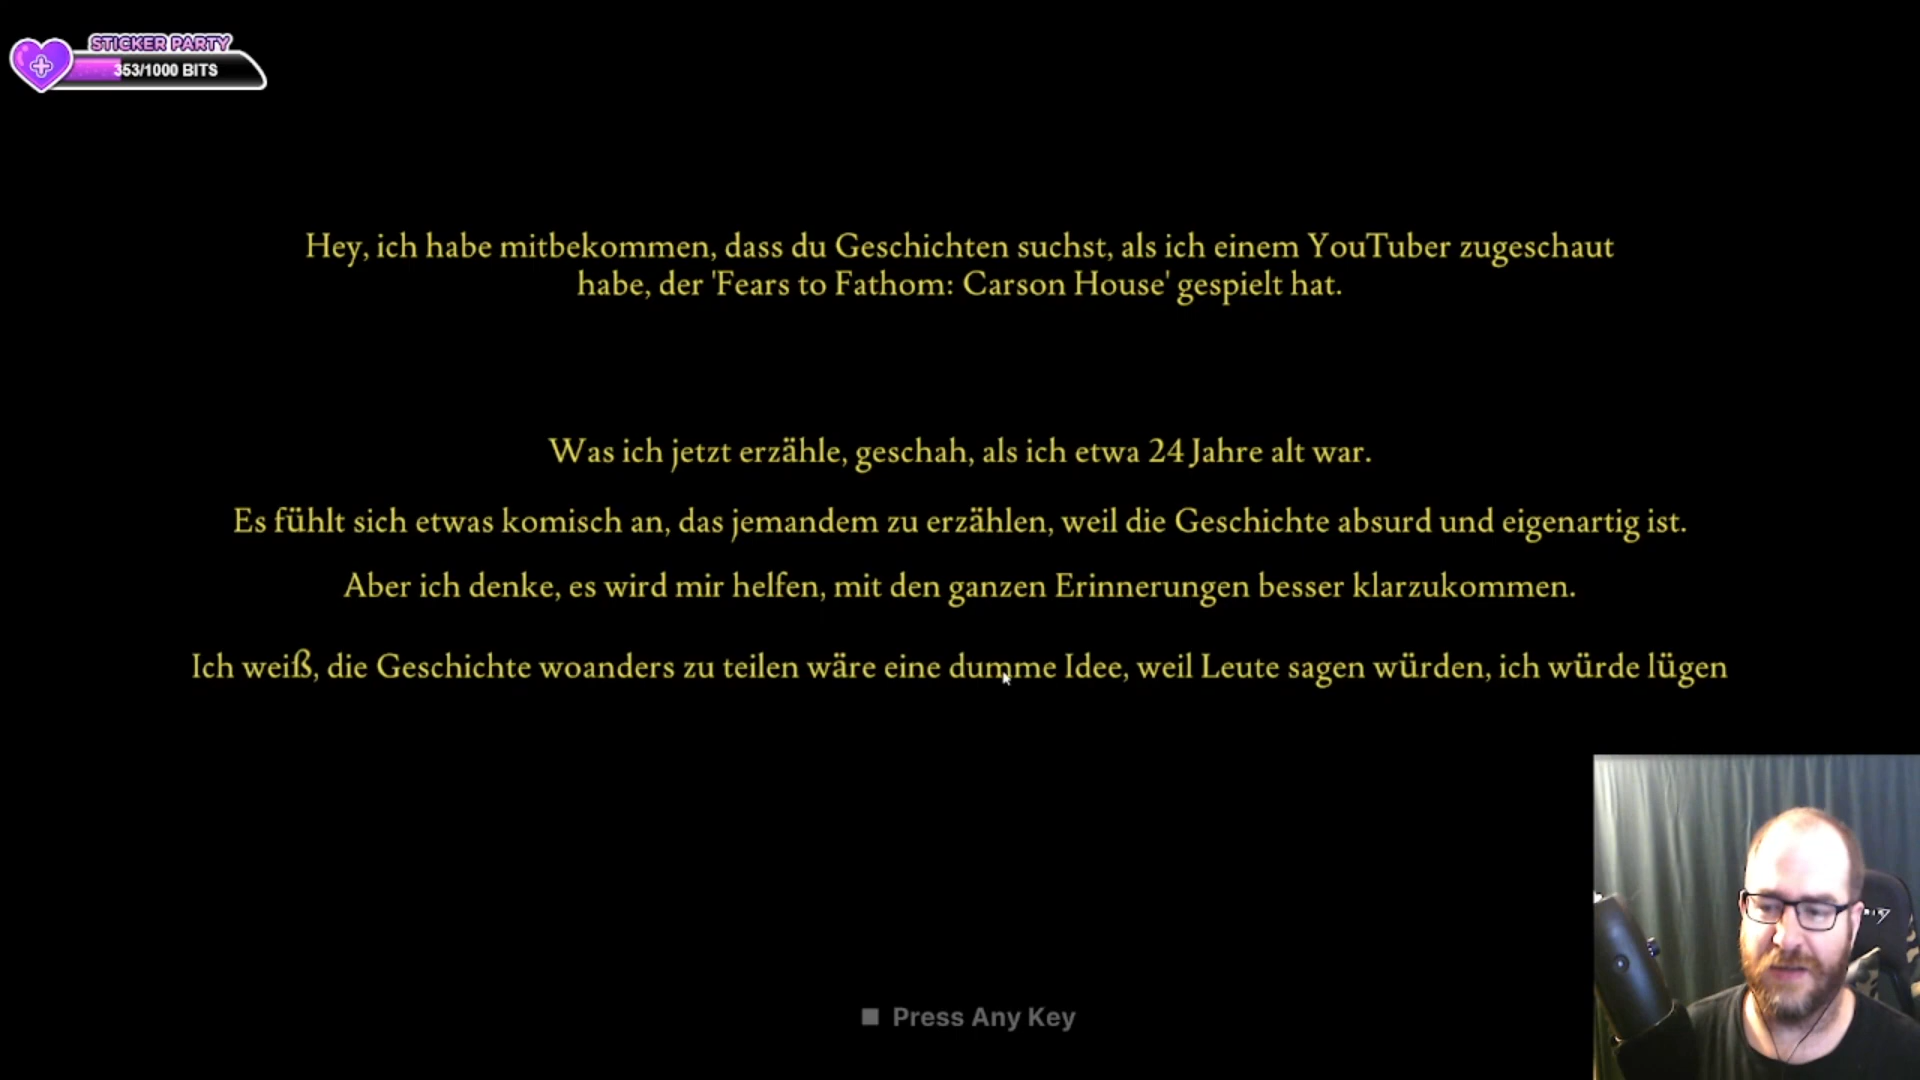 STICKER PARTY
353/1000 BITS
Hey, ich habe mitbekommen, dass du Geschichten suchst, als ich einem YouTuber zugeschaut
habe, der 'Fears to Fathom: Carson House' gespielt hat.
Was ich jetzt erzähle, geschah, als ich etwa 24 Jahre alt war.
Es fühlt sich etwas komisch an, das jemandem zu erzählen, weil die Geschichte absurd und eigenartig ist.
Aber ich denke, es wird mir helfen, mit den ganzen Erinnerungen besser klarzukommen.
Ich weiß, die Geschichte woanders zu teilen wäre eine dumme Idee, weil Leute sagen würden, ich würde lügen
Press Any Key